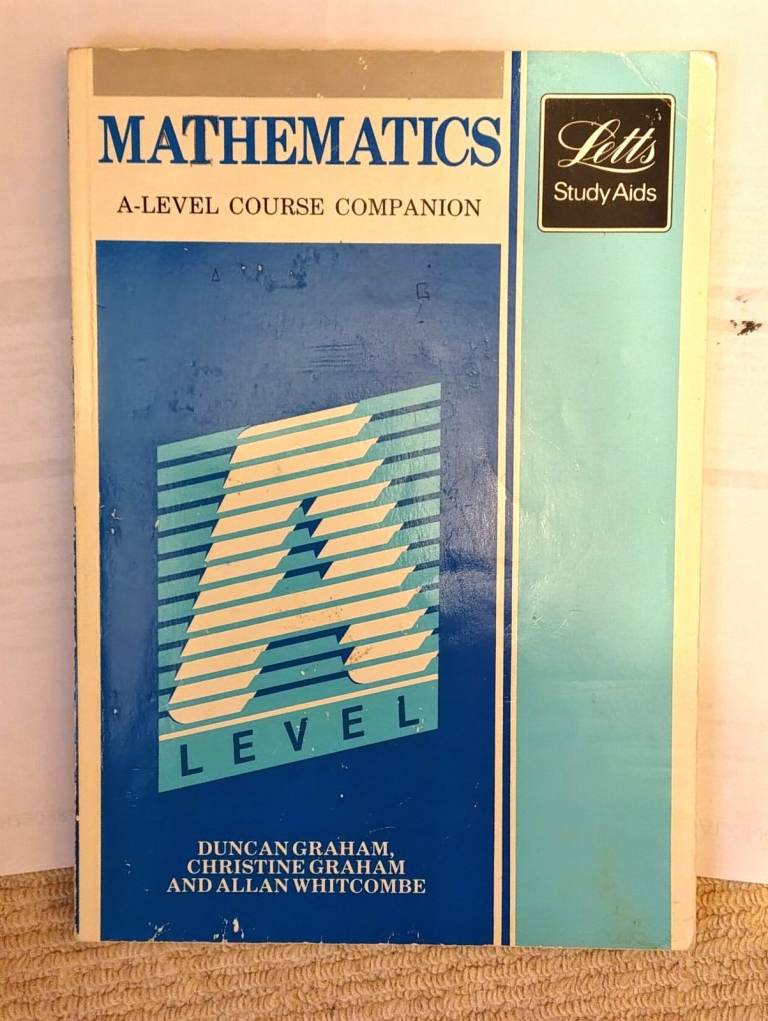 MATHEMATICS
A-LEVEL COURSE COMPANION
Letts
Study Aids
A
LEVEL
DUNCAN GRAHAM,
CHRISTINE GRAHAM
AND ALLAN WHITCOMBE